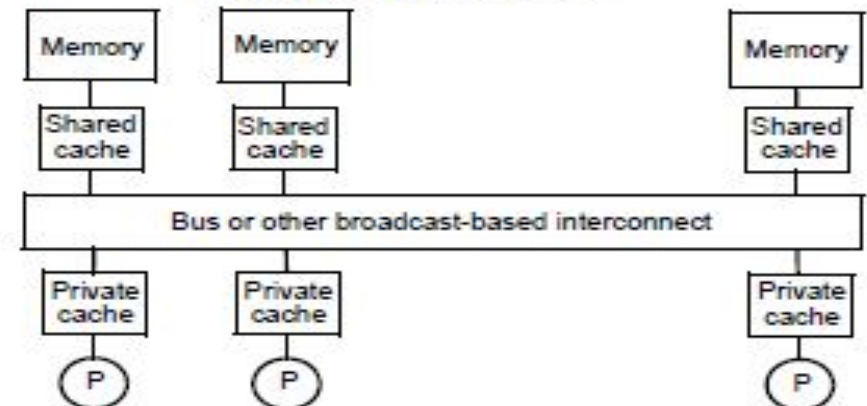 Memory
Memory
Memory
Shared
cache
Shared
cache
Shared
cache
Bus or other broadcast-based interconnect
Private
cache
Private
cache
Private
cache
P
P
P